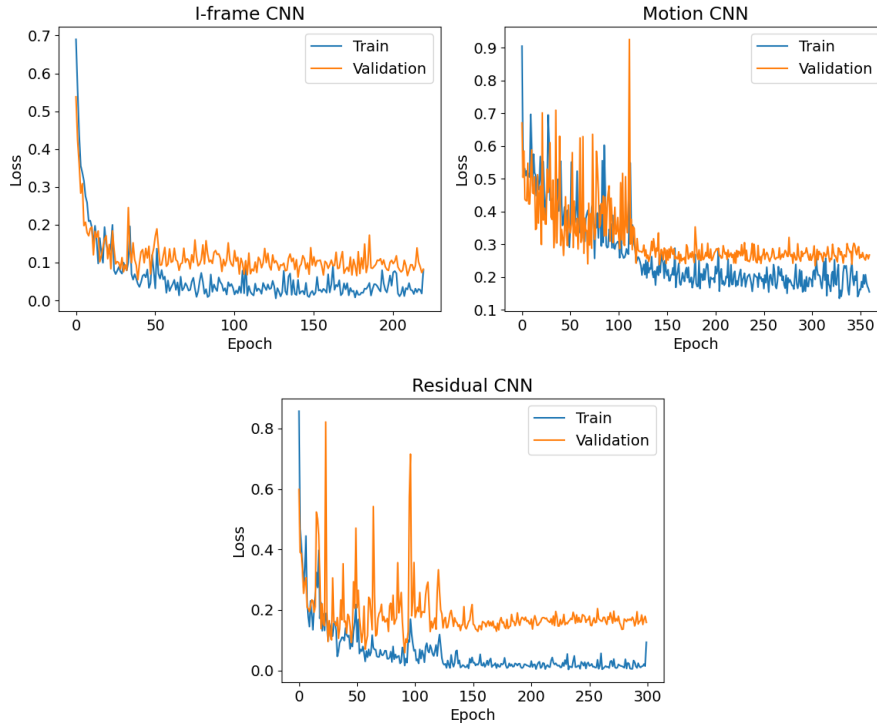 I-frame CNN
0.7
0.6
0.5
0.4
0.3
0.2
0.1
0.0
Loss
Train
Validation
0 50 100 150 200
Epoch
Motion CNN
0.9
0.8
0.7
0.6
0.5
0.4
0.3
0.2
0.1
Loss
Train
Validation
0 50 100 150 200 250 300 350
Epoch
Residual CNN
0.8
0.6
0.4
0.2
0.0
Loss
Train
Validation
0 50 100 150 200 250 300
Epoch